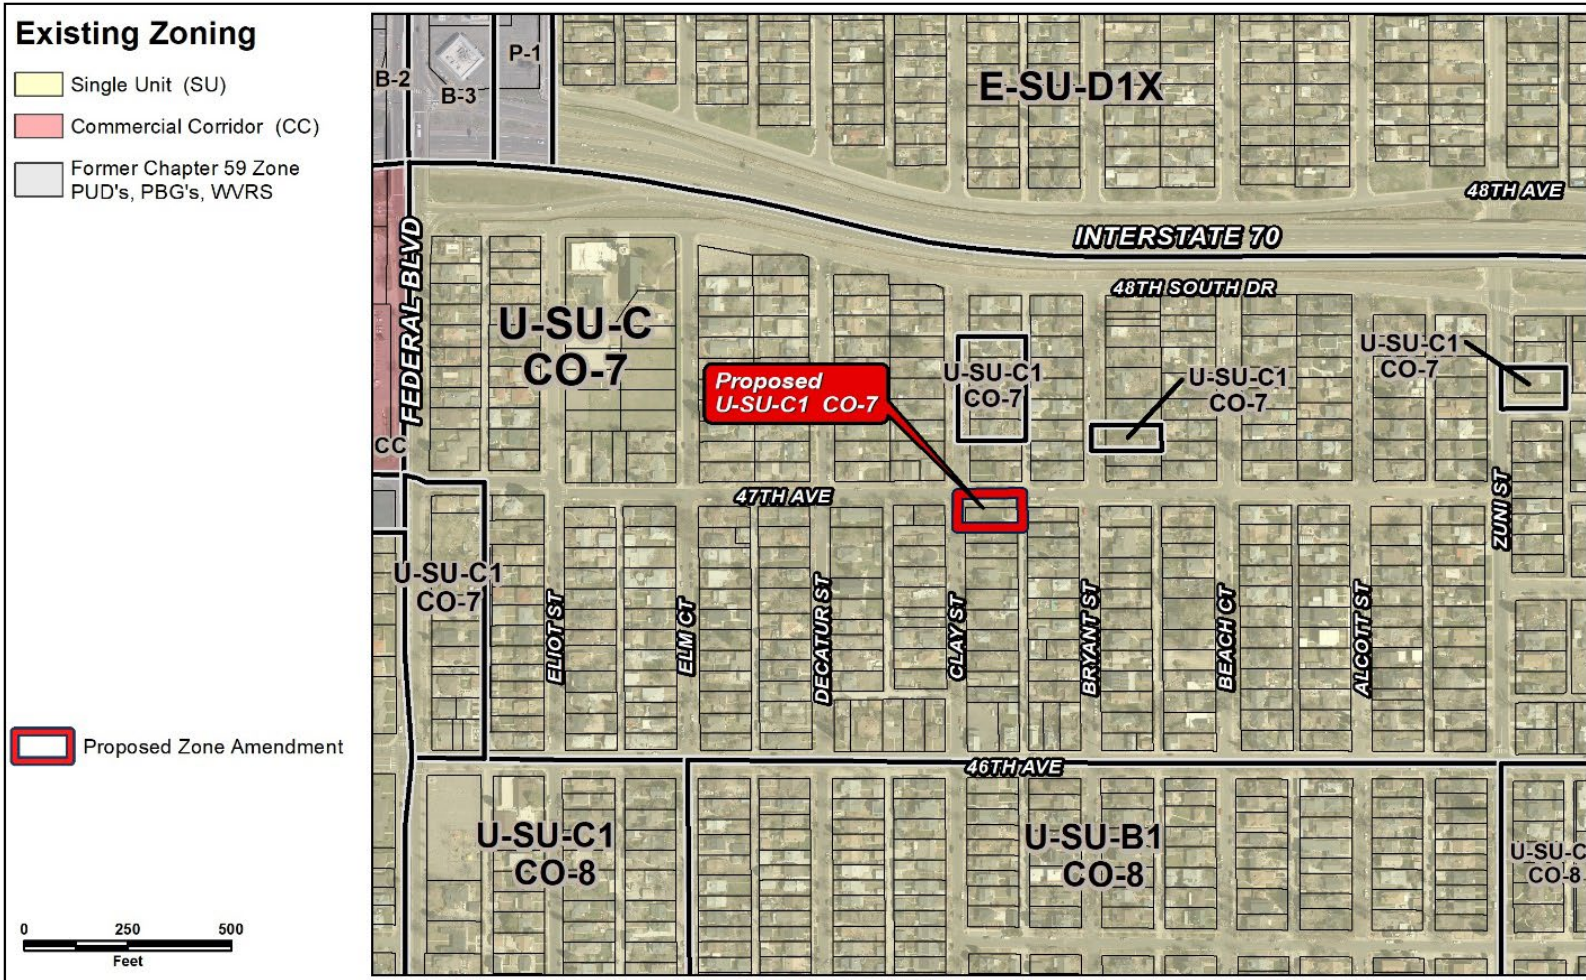 Existing Zoning
Single Unit (SU)
Commercial Corridor (CC)
Former Chapter 59 Zone
PUD's, PBG's, WVRS
Proposed Zone Amendment
0 250 500
Feet
B-2
B-3
P-1
E-SU-D1X
48TH AVE
INTERSTATE 70
48TH SOUTH DR
FEDERAL BLVD
U-SU-C
CO-7
Proposed
U-SU-C1 CO-7
U-SU-C1
CO-7
U-SU-C1
CO-7
U-SU-C1
CO-7
CC
47TH AVE
ZUNI ST
U-SU-C1
CO-7
ELIOT ST
ELM CT
DECATUR ST
CLAY ST
BRYANT ST
BEACH CT
ALCOTT ST
46TH AVE
U-SU-C1
CO-8
U-SU-B1
CO-8
U-SU-C
CO-8